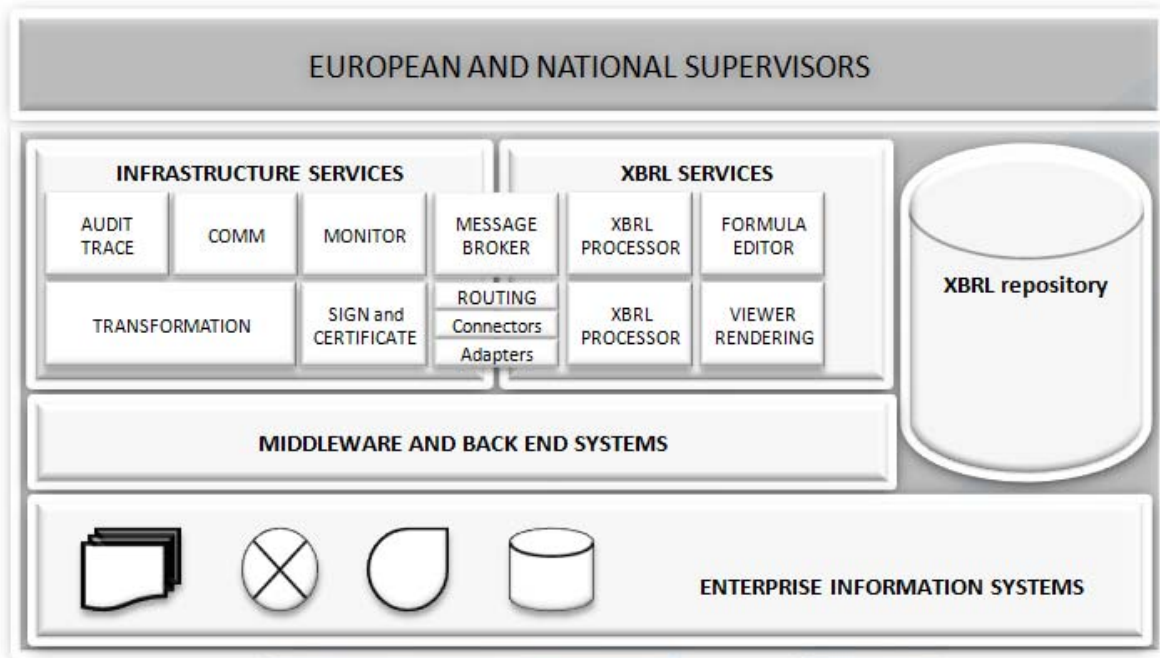 EUROPEAN AND NATIONAL SUPERVISORS
INFRASTRUCTURE SERVICES
XBRL SERVICES
AUDIT
TRACE
COMM
MONITOR
MESSAGE
BROKER
XBRL
PROCESSOR
FORMULA
EDITOR
TRANSFORMATION
SIGN and
CERTIFICATE
ROUTING
Connectors
Adapters
XBRL
PROCESSOR
VIEWER
RENDERING
XBRL repository
MIDDLEWARE AND BACK END SYSTEMS
ENTERPRISE INFORMATION SYSTEMS